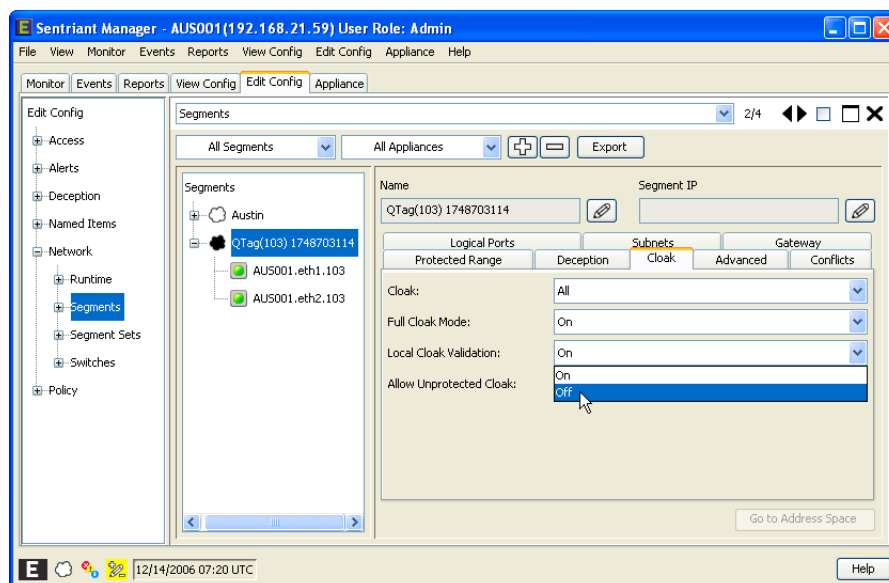 E Sentriant Manager - AUS001(192.168.21.59) User Role: Admin
File View Monitor Events Reports View Config Edit Config Appliance Help
Monitor Events Reports View Config Edit Config Appliance
Edit Config
Access
Alerts
Deception
Named Items
Network
Runtime
Segments
Segment Sets
Switches
Policy
Segments 2/4
All Segments All Appliances Export
Segments
Austin
QTag(103) 1748703114
AUS001.eth1.103
AUS001.eth2.103
Name Segment IP
QTag(103) 1748703114
Logical Ports Subnets Gateway
Protected Range Deception Cloak Advanced Conflicts
Cloak: All
Full Cloak Mode: On
Local Cloak Validation: On
Allow Unprotected Cloak: On
Off
Go to Address Space
E 12/14/2006 07:20 UTC Help